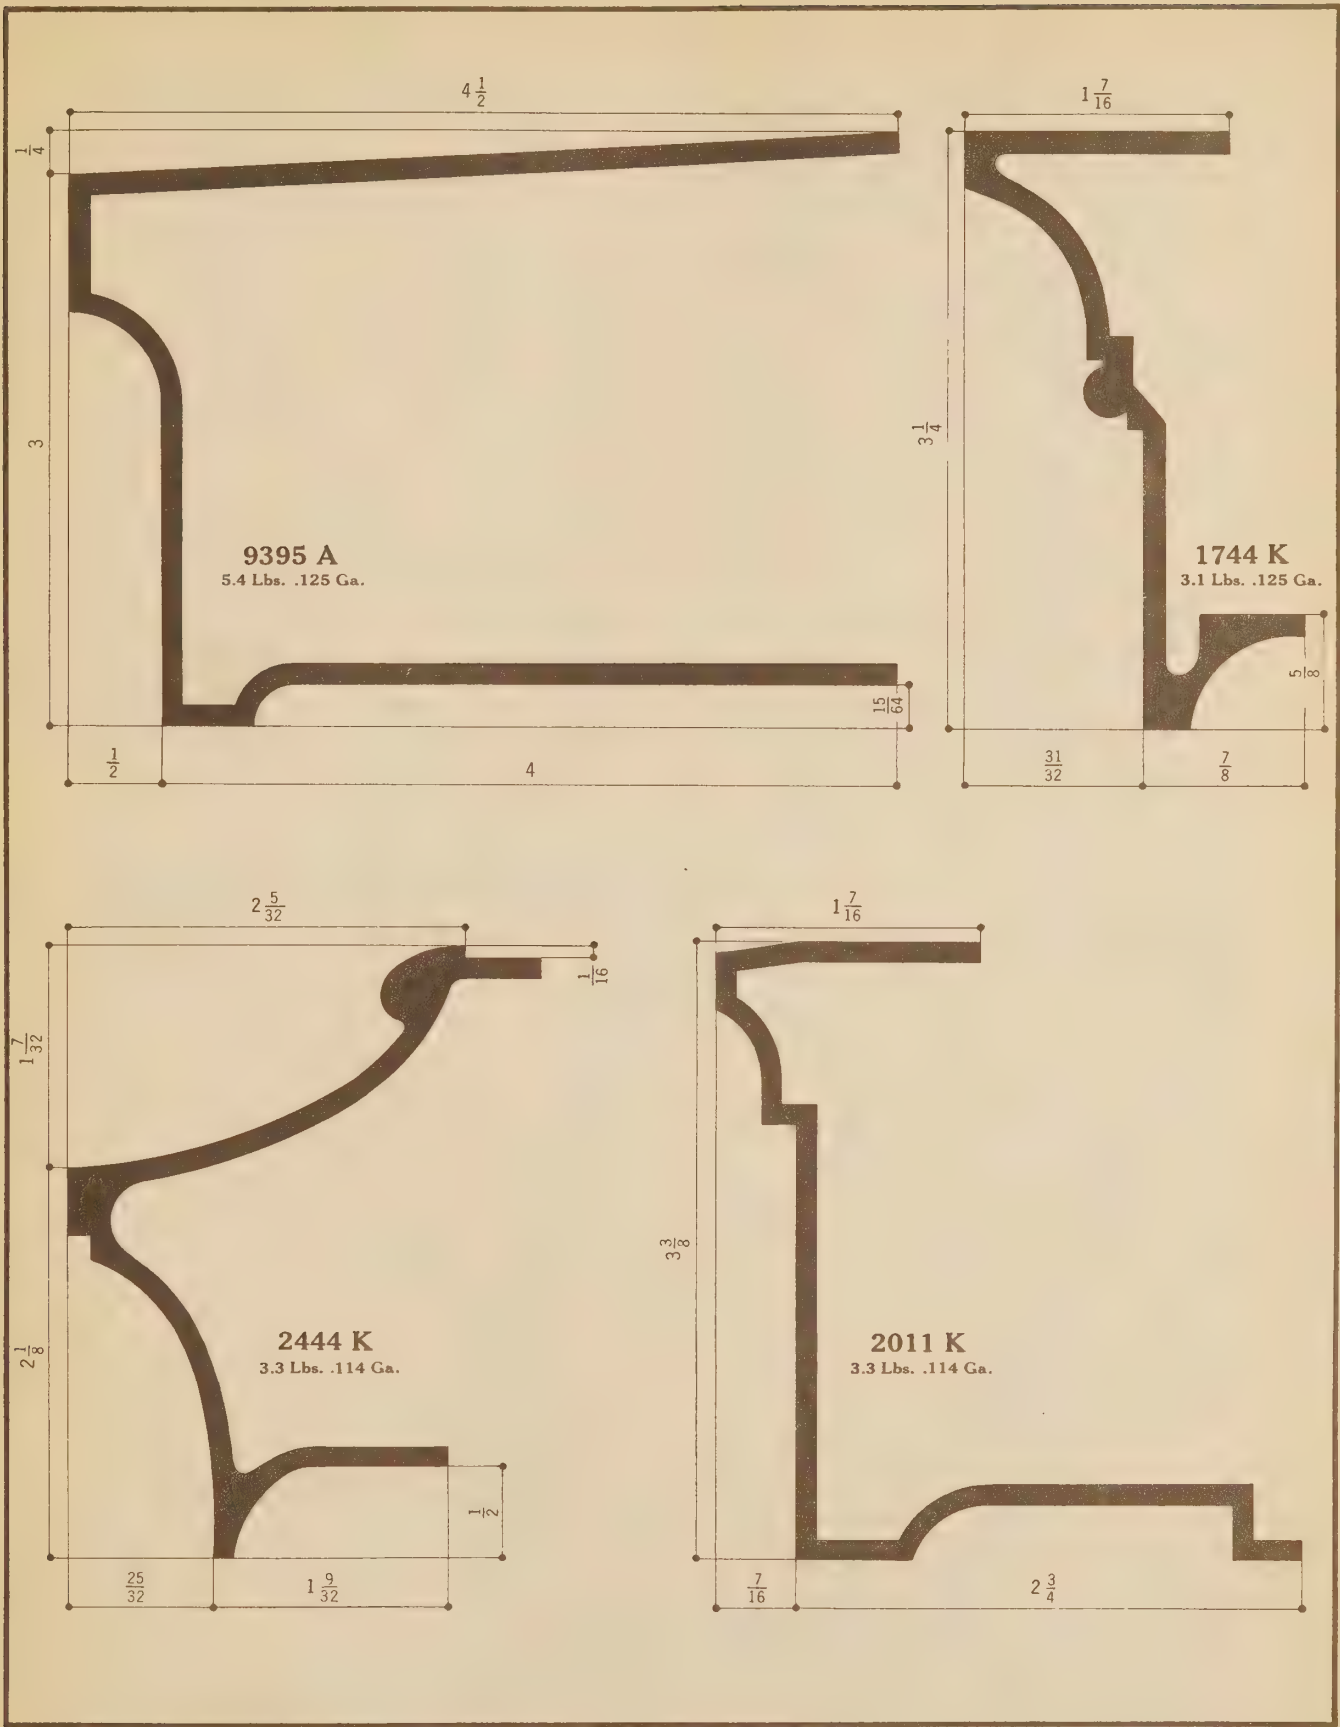 4 1/2
1/4
3
9395 A
5.4 Lbs. .125 Ga.
15/64
1/2
4
1 7/16
3 1/4
1744 K
3.1 Lbs. .125 Ga.
5/8
31/32
7/8
2 5/32
1/16
1 7/32
2 1/8
2444 K
3.3 Lbs. .114 Ga.
1/2
25/32
1 9/32
1 7/16
3 3/8
2011 K
3.3 Lbs. .114 Ga.
7/16
2 3/4